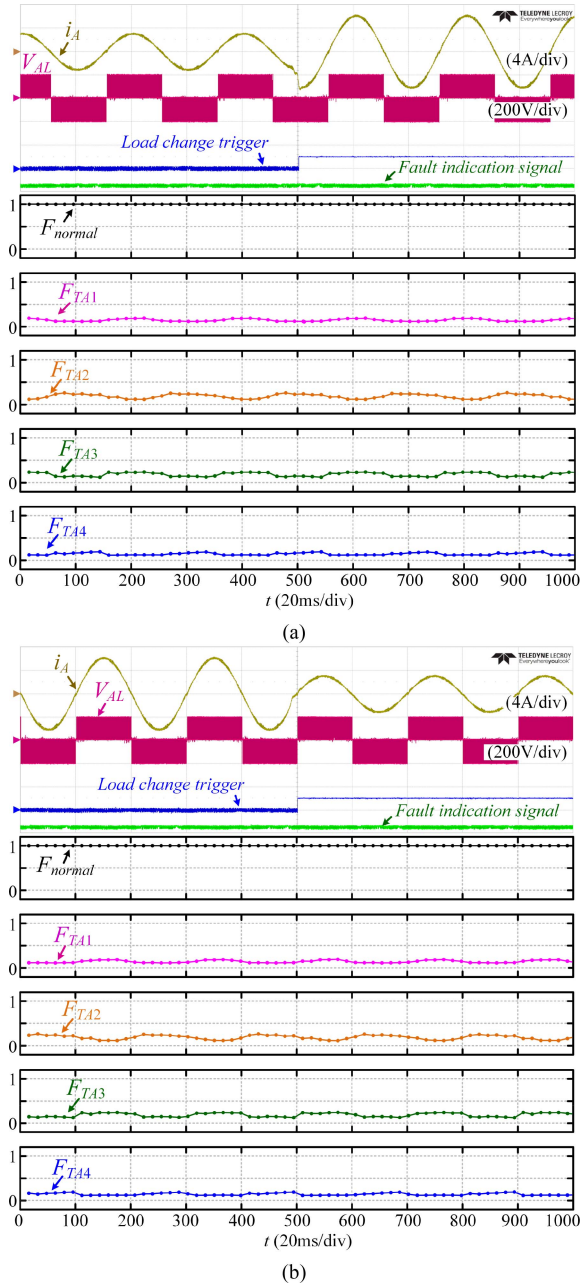 TELEDYNE LECROY
Everywhereyoulook
i_A
(4A/div)
V_AL
(200V/div)
Load change trigger
Fault indication signal
1
F_normal
0
1
F_TA1
0
1
F_TA2
0
1
F_TA3
0
1
F_TA4
0
0 100 200 300 400 500 600 700 800 900 1000
t (20ms/div)
(a)
TELEDYNE LECROY
Everywhereyoulook
i_A
V_AL
(4A/div)
(200V/div)
Load change trigger
Fault indication signal
1
F_normal
0
1
F_TA1
0
1
F_TA2
0
1
F_TA3
0
1
F_TA4
0
0 100 200 300 400 500 600 700 800 900 1000
t (20ms/div)
(b)